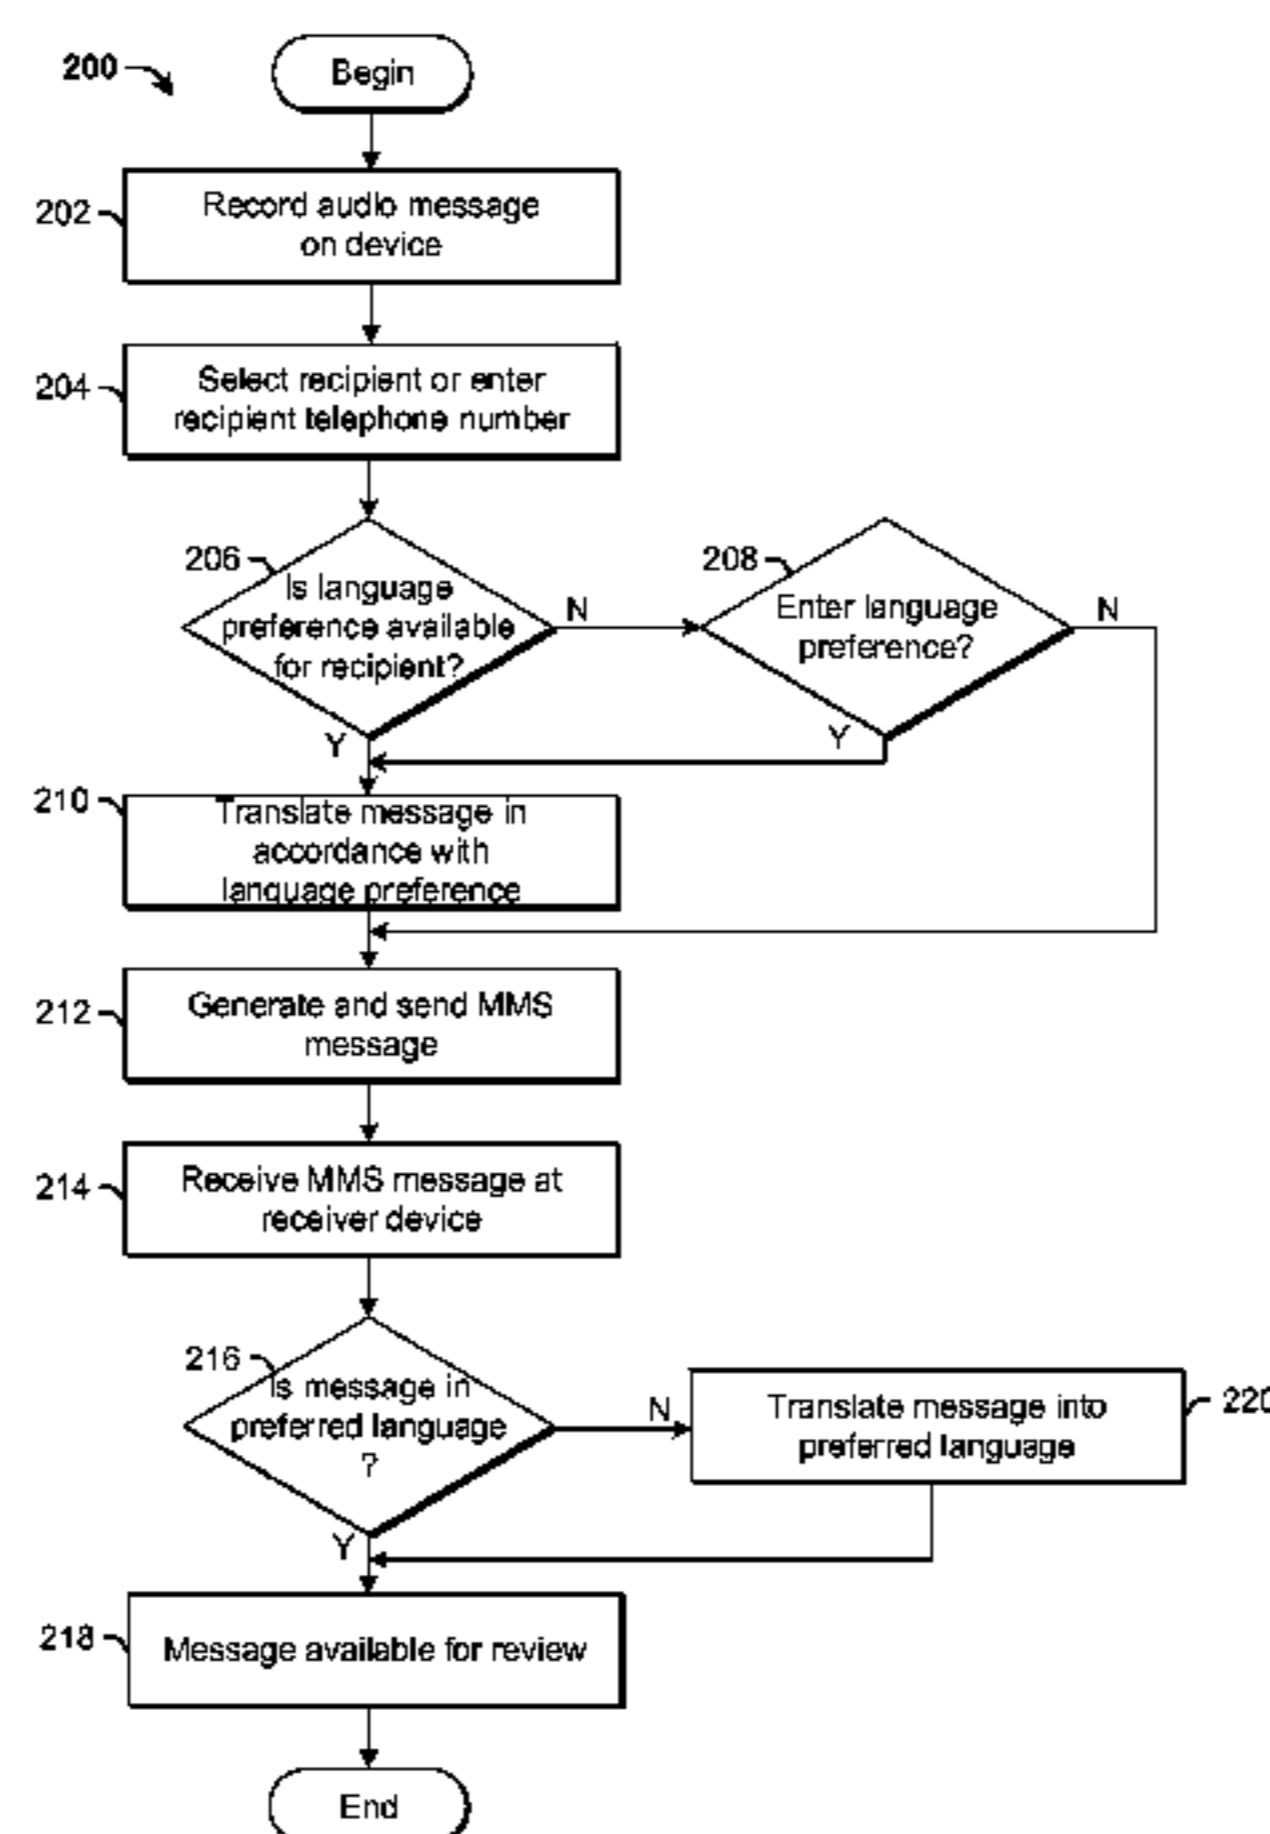 200
Begin
202
Record audio message
on device
204
Select recipient or enter
recipient telephone number
206
Is language
preference available
for recipient?
N
Y
208
Enter language
preference?
N
Y
210
Translate message in
accordance with
language preference
212
Generate and send MMS
message
214
Receive MMS message at
receiver device
216
Is message in
preferred language
?
N
Y
Translate message into
preferred language
220
218
Message available for review
End